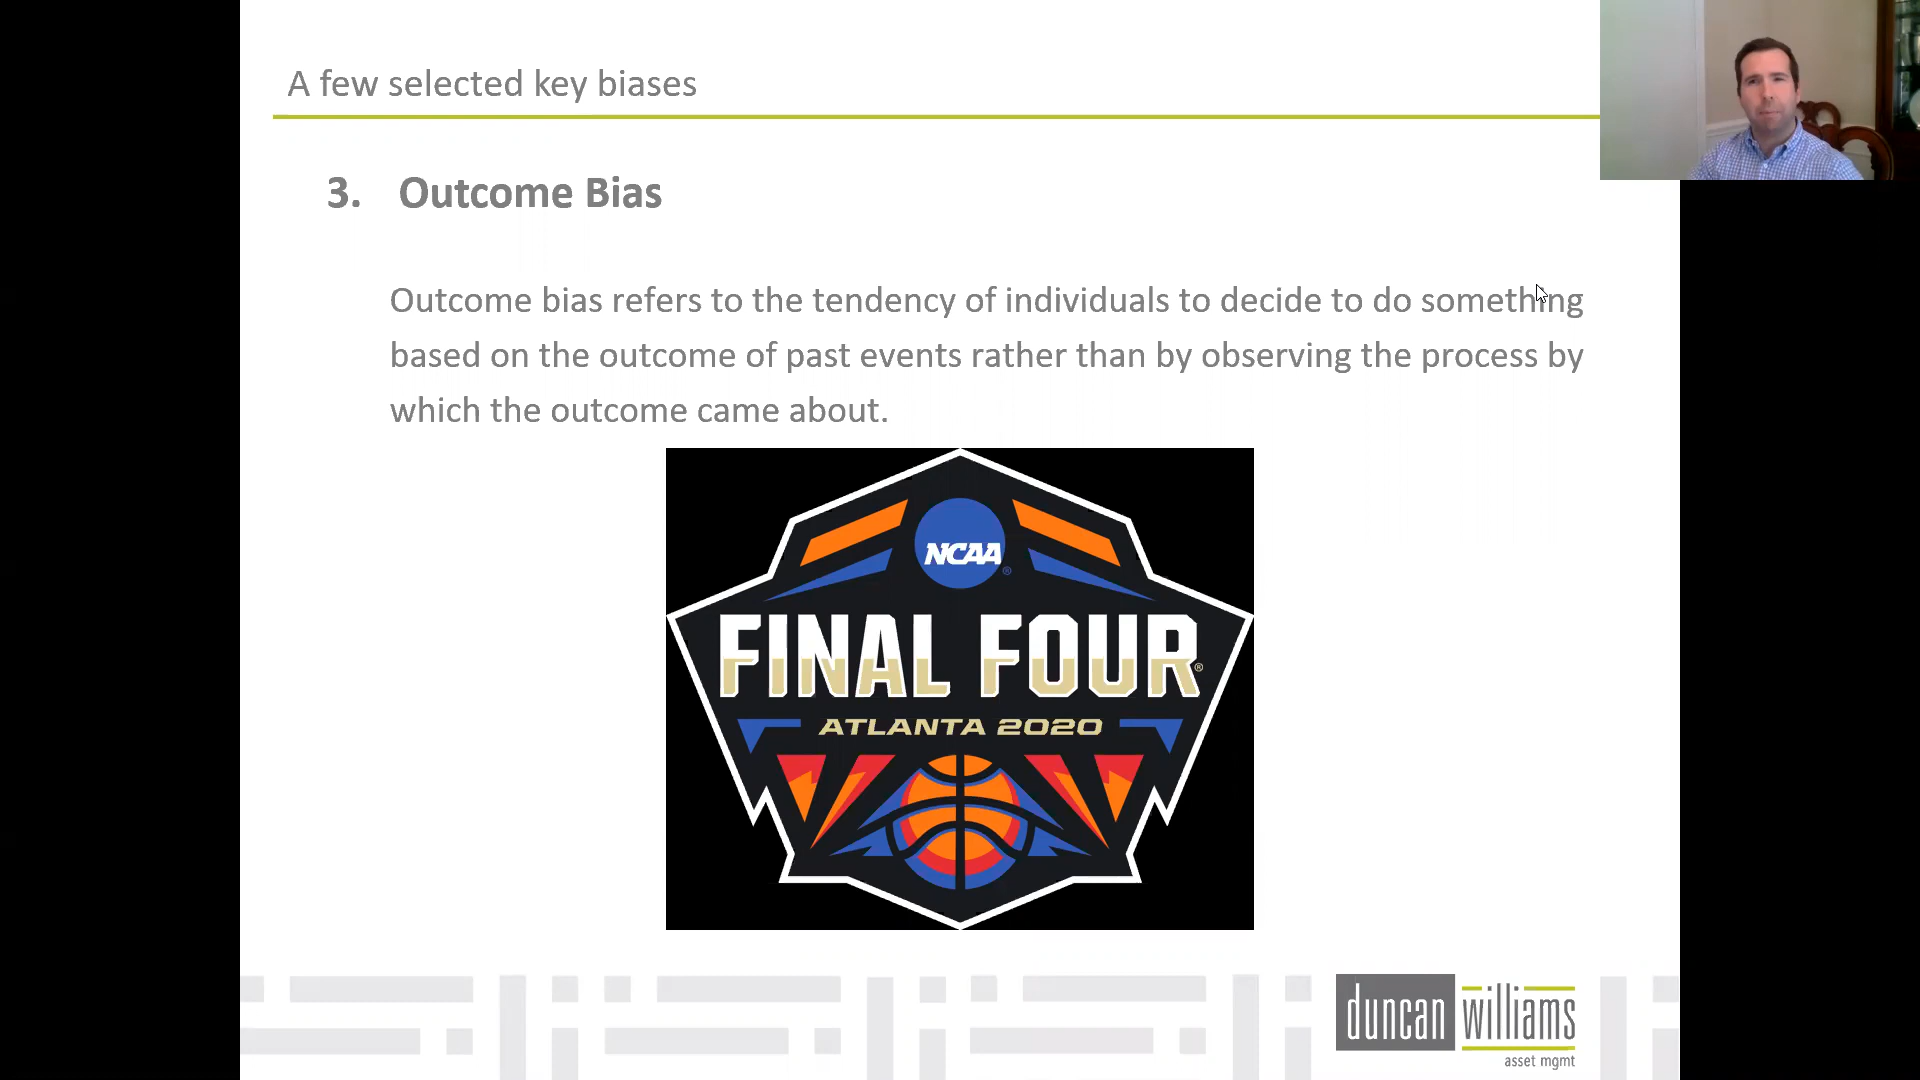 A few selected key biases
3. Outcome Bias
Outcome bias refers to the tendency of individuals to decide to do something
based on the outcome of past events rather than by observing the process by
which the outcome came about.
NCAA ®
FINAL FOUR ®
ATLANTA 2020
duncan williams
asset mgmt